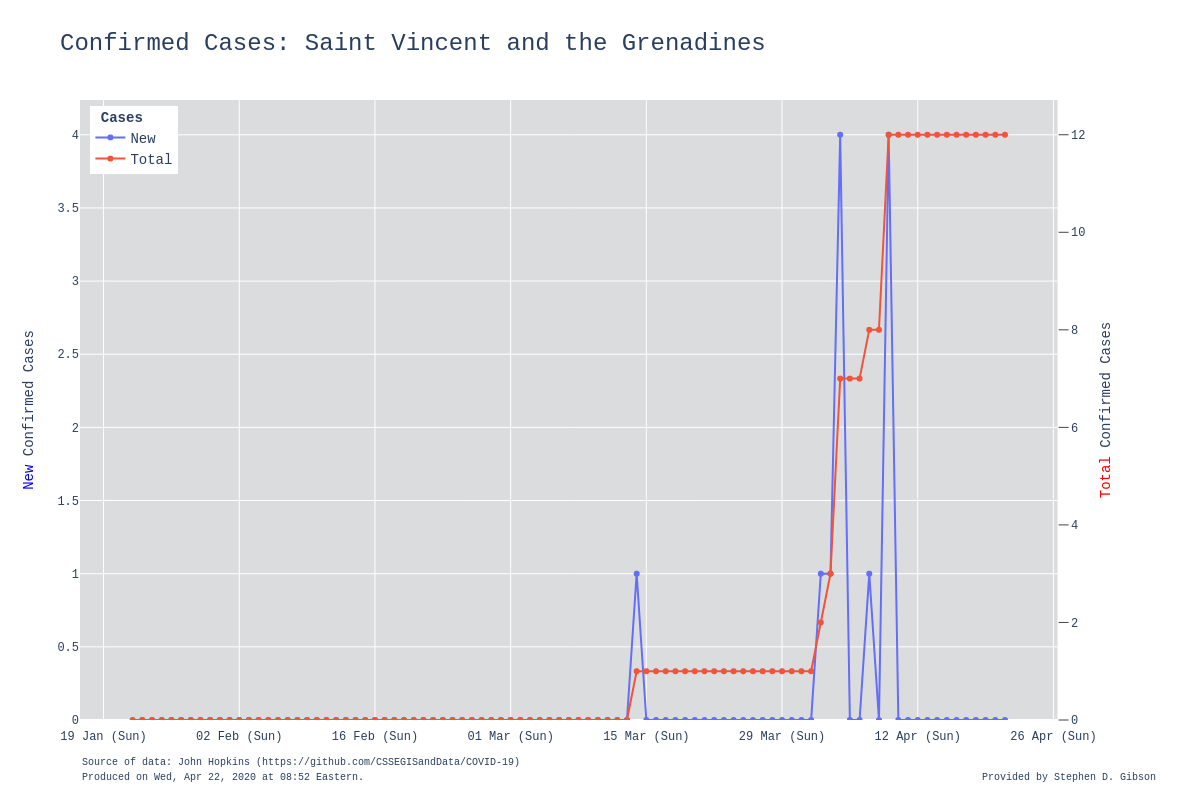 Confirmed Cases: Saint Vincent and the Grenadines
Cases
New
Total
4
3.5
3
2.5
2
1.5
1
0.5
0
12
10
8
6
4
2
0
New Confirmed Cases
Total Confirmed Cases
19 Jan (Sun) 02 Feb (Sun) 16 Feb (Sun) 01 Mar (Sun) 15 Mar (Sun) 29 Mar (Sun) 12 Apr (Sun) 26 Apr (Sun)
Source of data: John Hopkins (https://github.com/CSSEGISandData/COVID-19)
Produced on Wed, Apr 22, 2020 at 08:52 Eastern.
Provided by Stephen D. Gibson